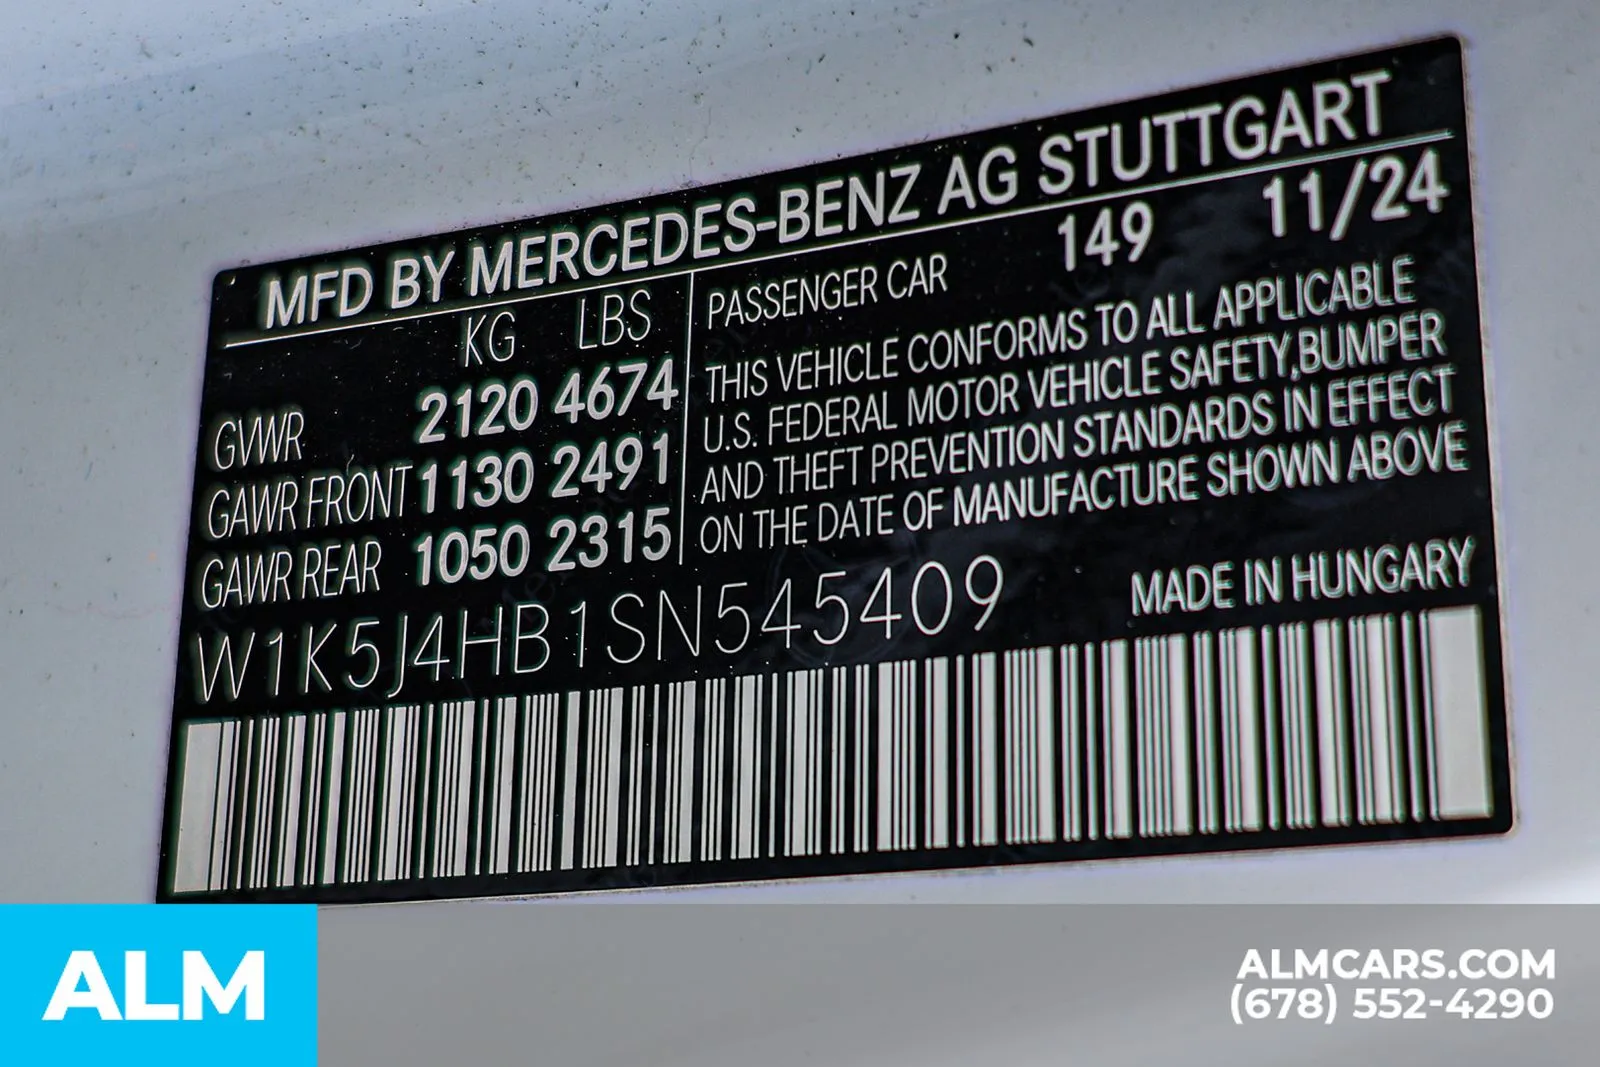 MFD BY MERCEDES-BENZ AG STUTTGART
KG LBS
GVWR 2120 4674
GAWR FRONT 1130 2491
GAWR REAR 1050 2315
PASSENGER CAR 149 11/24
THIS VEHICLE CONFORMS TO ALL APPLICABLE
U.S. FEDERAL MOTOR VEHICLE SAFETY,BUMPER
AND THEFT PREVENTION STANDARDS IN EFFECT
ON THE DATE OF MANUFACTURE SHOWN ABOVE
W1K5J4HB1SN545409
MADE IN HUNGARY
ALM
ALMCARS.COM
(678) 552-4290